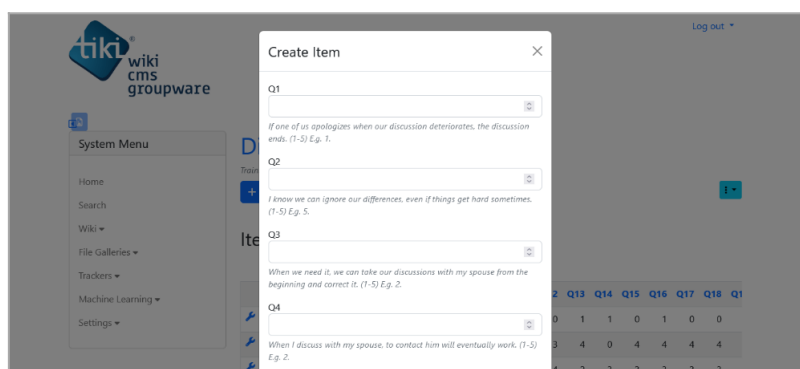 Log out
tiki®
wiki
cms
groupware
Create Item
Q1
If one of us apologizes when our discussion deteriorates, the discussion
ends. (1-5) E.g. 1.
System Menu
Di
Q2
Train
Home
+
I know we can ignore our differences, even if things get hard sometimes.
(1-5) E.g. 5.
Search
Wiki
Ite
Q3
File Galleries
When we need it, we can take our discussions with my spouse from the
beginning and correct it. (1-5) E.g. 2.
Trackers
Machine Learning
2 Q13 Q14 Q15 Q16 Q17 Q18 Q1
Q4
Settings
0 1 1 0 1 0 0
When I discuss with my spouse, to contact him will eventually work. (1-5)
E.g. 2.
3 4 0 4 4 4 4